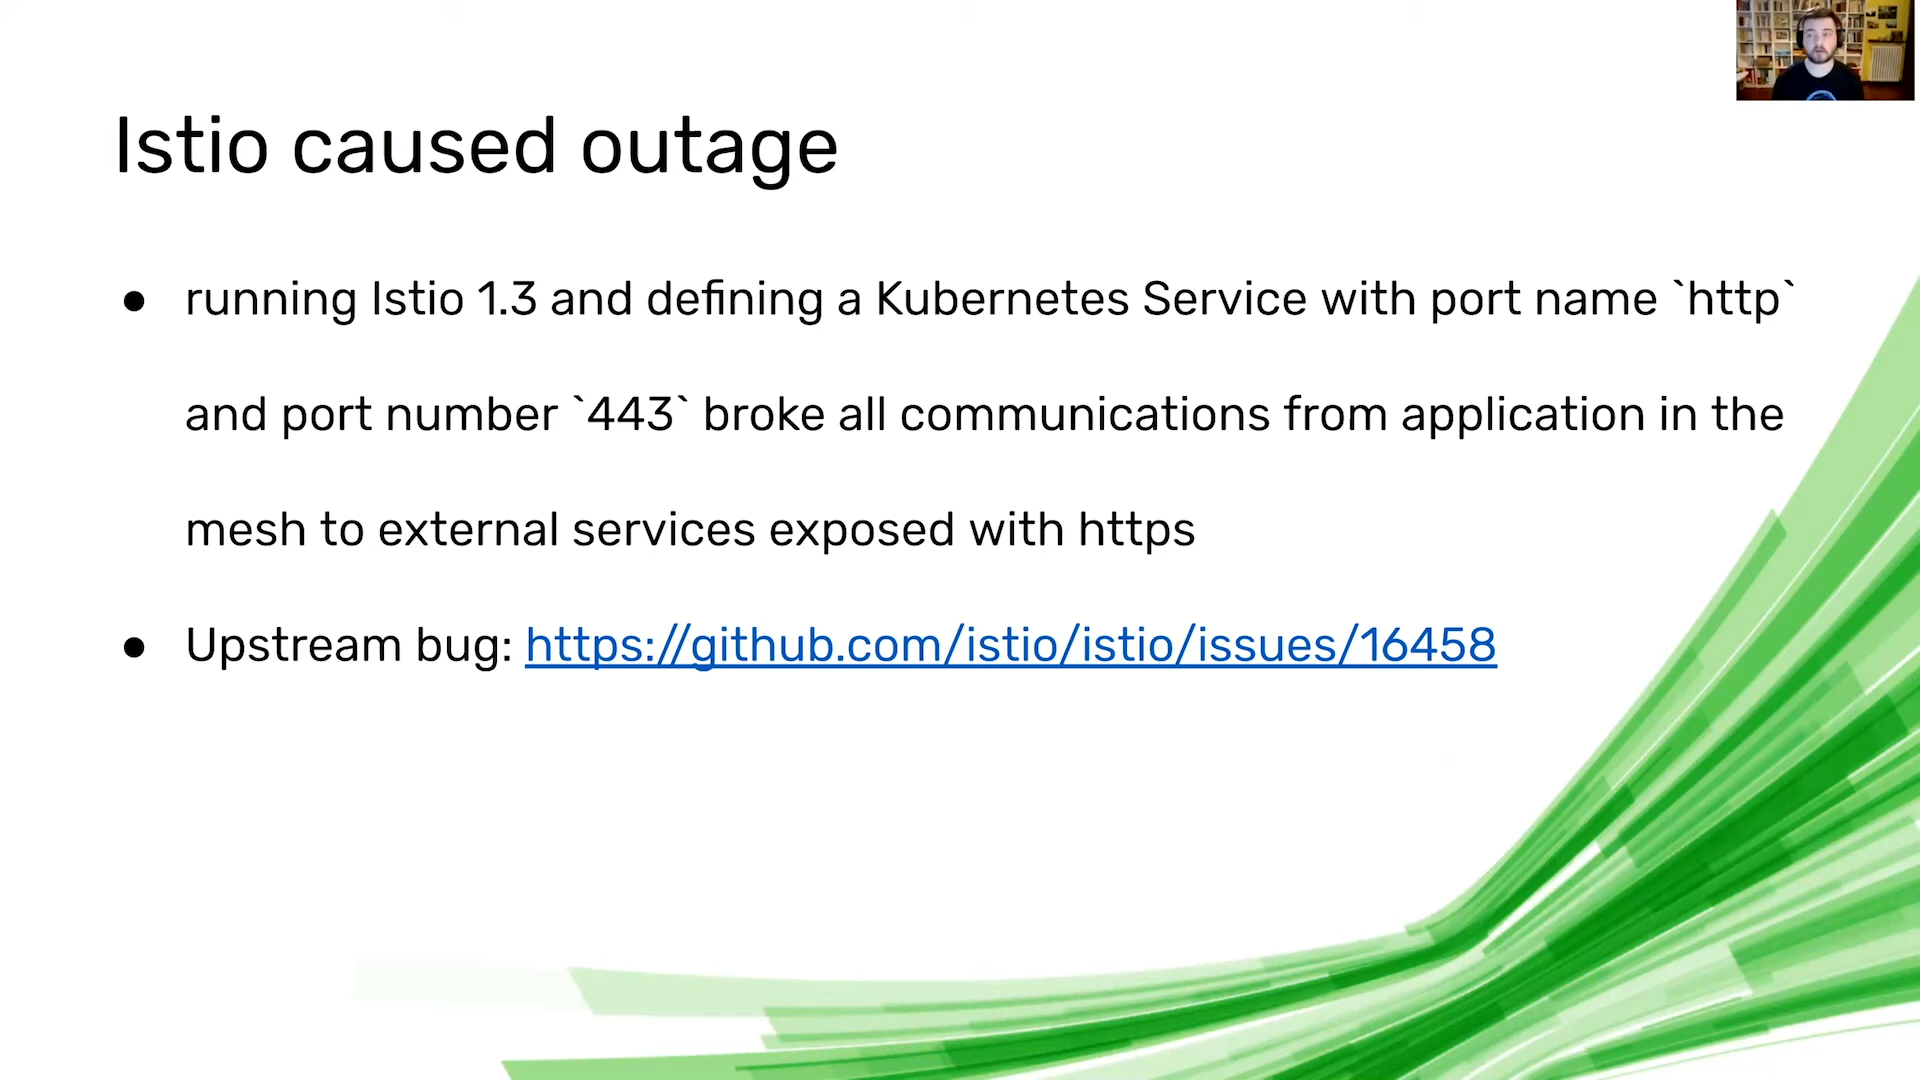 Istio caused outage
● running Istio 1.3 and defining a Kubernetes Service with port name `http`
and port number `443` broke all communications from application in the
mesh to external services exposed with https
● Upstream bug: https://github.com/istio/istio/issues/16458